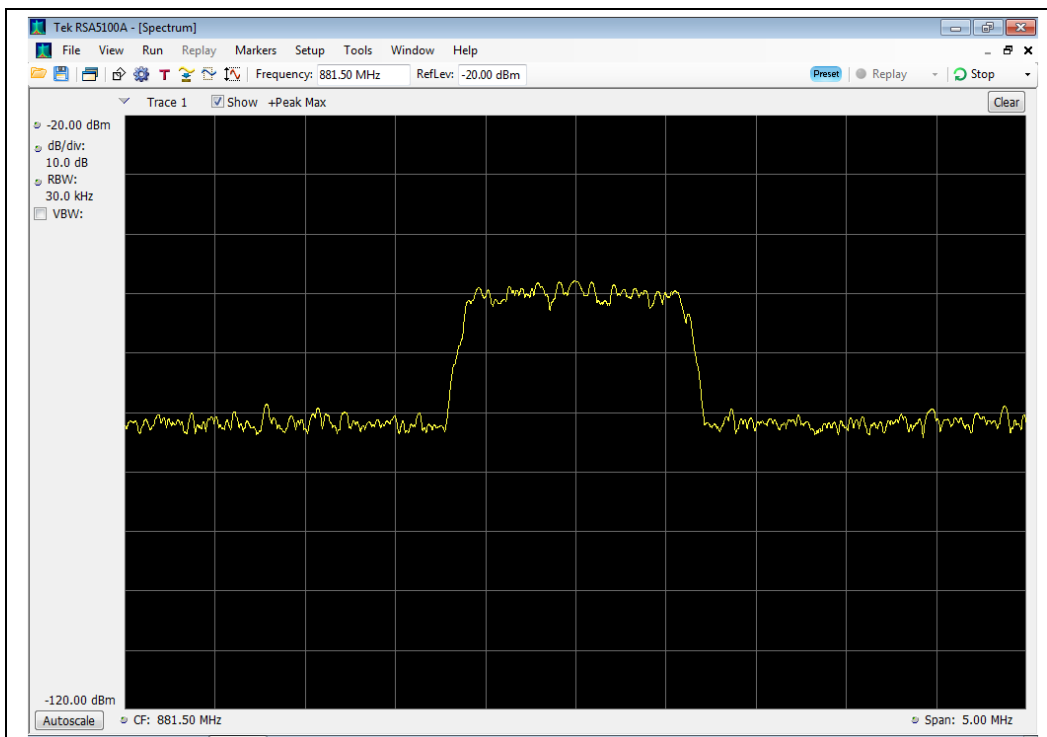 Tek RSA5100A - [Spectrum]
File View Run Replay Markers Setup Tools Window Help
T Frequency: 881.50 MHz RefLev: -20.00 dBm Preset Replay Stop
Trace 1 Show +Peak Max Clear
-20.00 dBm
dB/div:
10.0 dB
RBW:
30.0 kHz
VBW:
-120.00 dBm
Autoscale CF: 881.50 MHz Span: 5.00 MHz